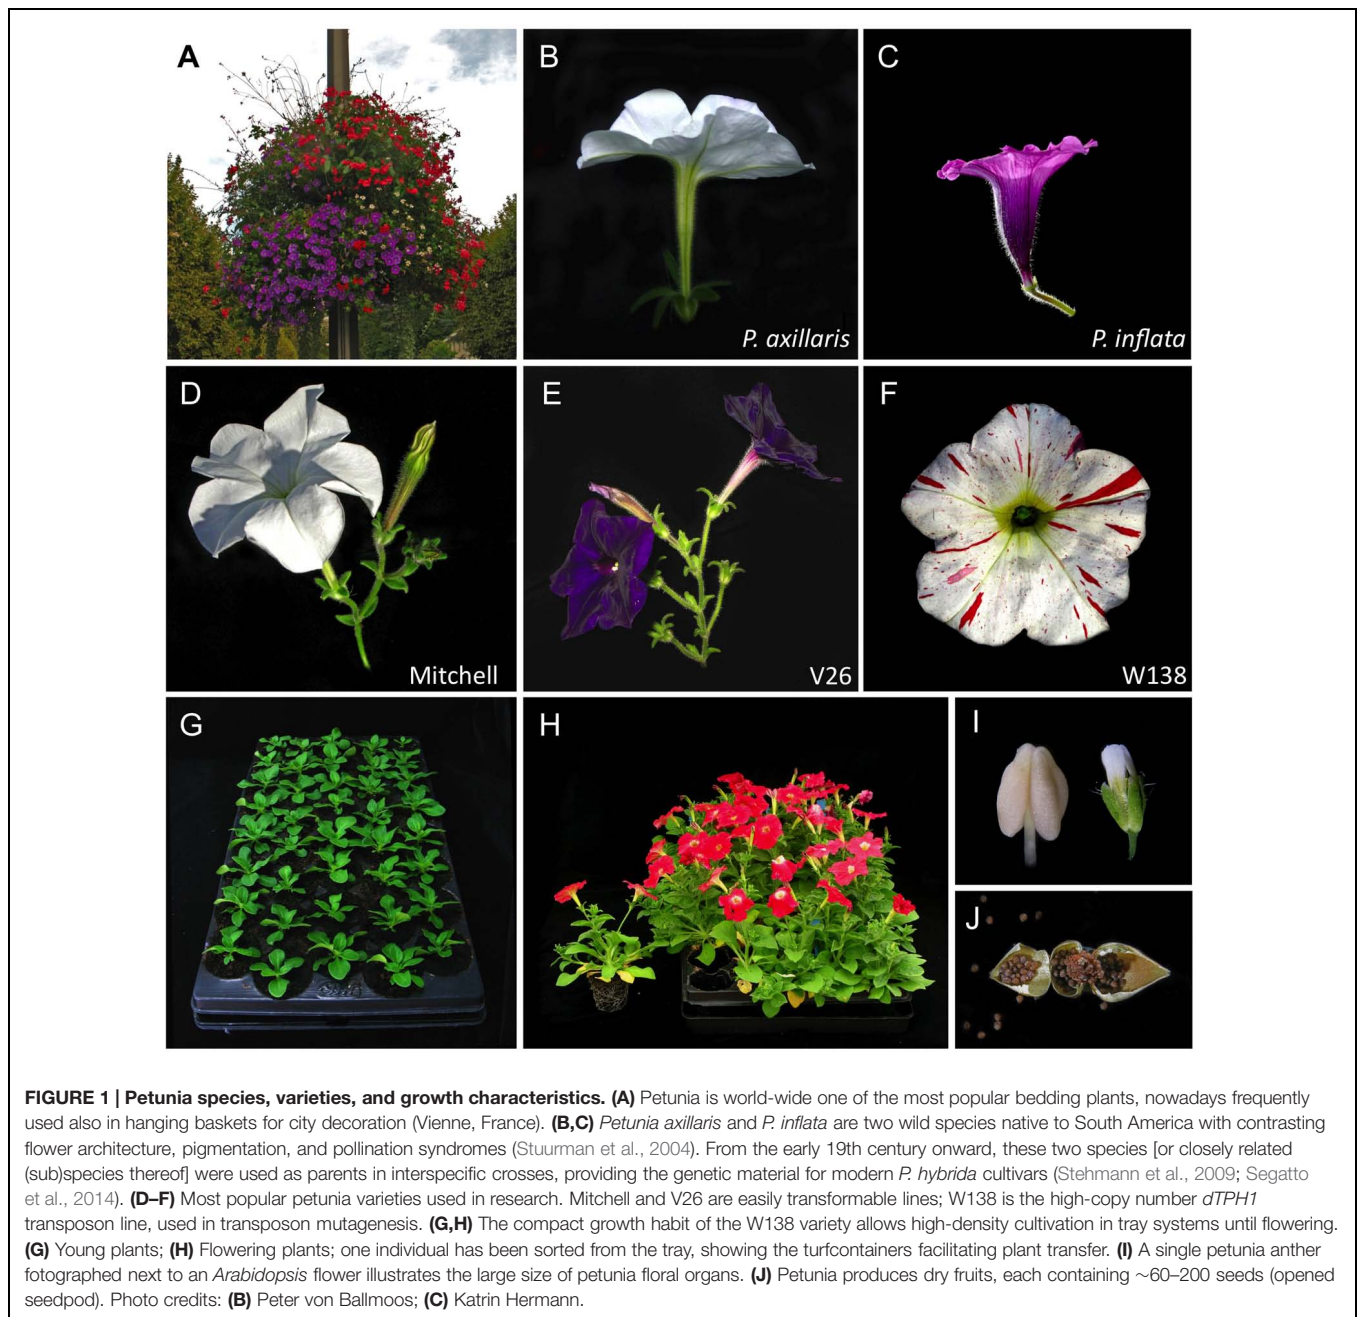 A
B
C
P. axillaris
P. inflata
D
E
F
Mitchell
V26
W138
G
H
I
J
FIGURE 1 | Petunia species, varieties, and growth characteristics. (A) Petunia is world-wide one of the most popular bedding plants, nowadays frequently
used also in hanging baskets for city decoration (Vienne, France). (B,C) Petunia axillaris and P. inflata are two wild species native to South America with contrasting
flower architecture, pigmentation, and pollination syndromes (Stuurman et al., 2004). From the early 19th century onward, these two species [or closely related
(sub)species thereof] were used as parents in interspecific crosses, providing the genetic material for modern P. hybrida cultivars (Stehmann et al., 2009; Segatto
et al., 2014). (D–F) Most popular petunia varieties used in research. Mitchell and V26 are easily transformable lines; W138 is the high-copy number dTPH1
transposon line, used in transposon mutagenesis. (G,H) The compact growth habit of the W138 variety allows high-density cultivation in tray systems until flowering.
(G) Young plants; (H) Flowering plants; one individual has been sorted from the tray, showing the turfcontainers facilitating plant transfer. (I) A single petunia anther
fotographed next to an Arabidopsis flower illustrates the large size of petunia floral organs. (J) Petunia produces dry fruits, each containing ∼60–200 seeds (opened
seedpod). Photo credits: (B) Peter von Ballmoos; (C) Katrin Hermann.